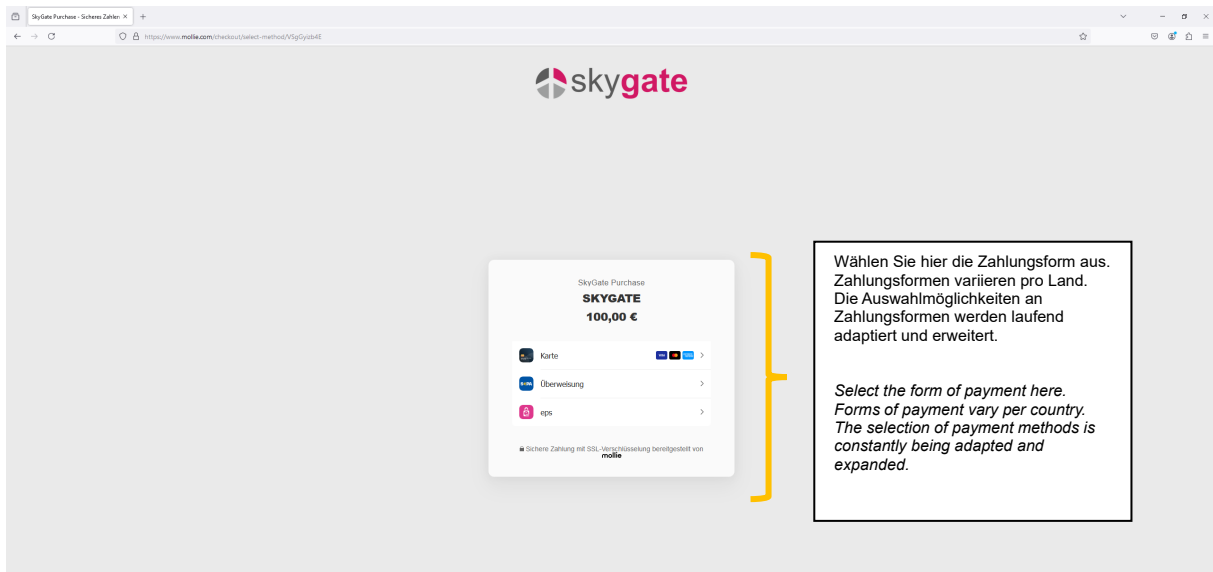 SkyGate Purchase - Sicheres Zahlen
https://www.mollie.com/checkout/select-method/VSgGyizb4E
skygate
SkyGate Purchase
SKYGATE
100,00 €
Karte
VISA
Überweisung
SEPA
eps
Sichere Zahlung mit SSL-Verschlüsselung bereitgestellt von
mollie
Wählen Sie hier die Zahlungsform aus.
Zahlungsformen variieren pro Land.
Die Auswahlmöglichkeiten an
Zahlungsformen werden laufend
adaptiert und erweitert.
Select the form of payment here.
Forms of payment vary per country.
The selection of payment methods is
constantly being adapted and
expanded.